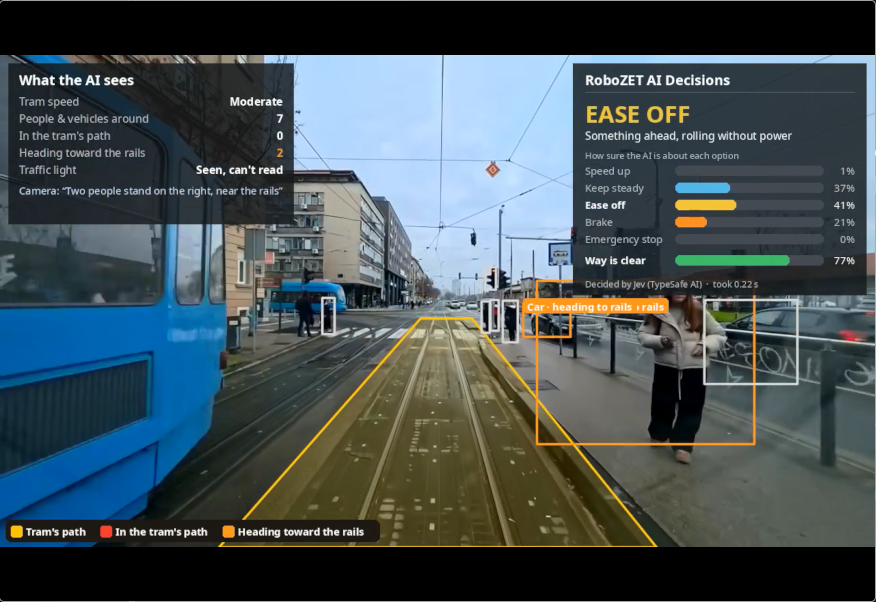 What the AI sees
Tram speed Moderate
People & vehicles around 7
In the tram's path 0
Heading toward the rails 2
Traffic light Seen, can't read
Camera: “Two people stand on the right, near the rails”
RoboZET AI Decisions
EASE OFF
Something ahead, rolling without power
How sure the AI is about each option
Speed up 1%
Keep steady 37%
Ease off 41%
Brake 21%
Emergency stop 0%
Way is clear 77%
Decided by Jev (TypeSafe AI) · took 0.22 s
Car · heading to rails rails
Tram's path
In the tram's path
Heading toward the rails